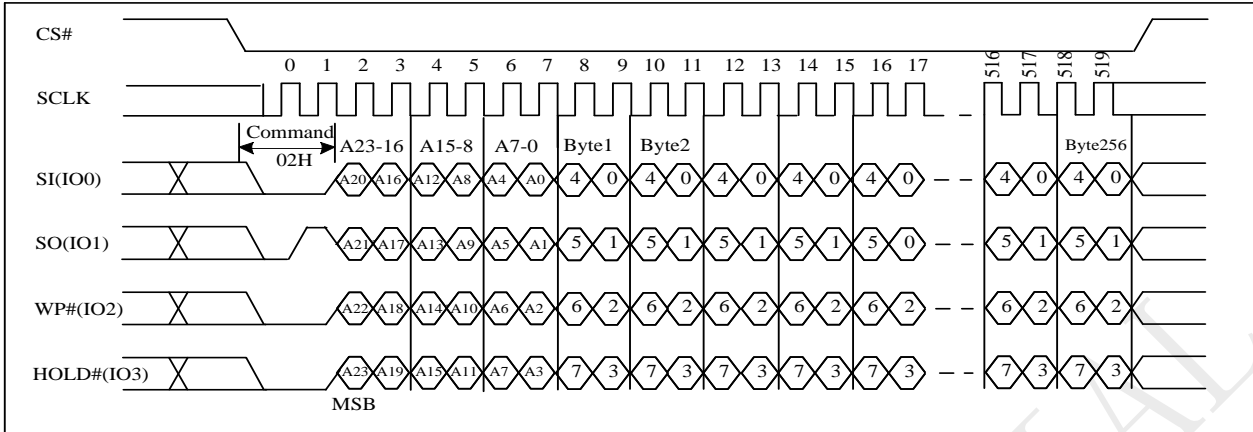 CS#
0 1 2 3 4 5 6 7 8 9 10 11 12 13 14 15 16 17 516 517 518 519
SCLK
Command
02H
A23-16 A15-8 A7-0 Byte1 Byte2 Byte256
SI(IO0) A20 A16 A12 A8 A4 A0 4 0 4 0 4 0 4 0 4 0 4 0 4 0
SO(IO1) A21 A17 A13 A9 A5 A1 5 1 5 1 5 1 5 1 5 0 5 1 5 1
WP#(IO2) A22 A18 A14 A10 A6 A2 6 2 6 2 6 2 6 2 6 2 6 2 6 2
HOLD#(IO3) A23 A19 A15 A11 A7 A3 7 3 7 3 7 3 7 3 7 3 7 3 7 3
MSB